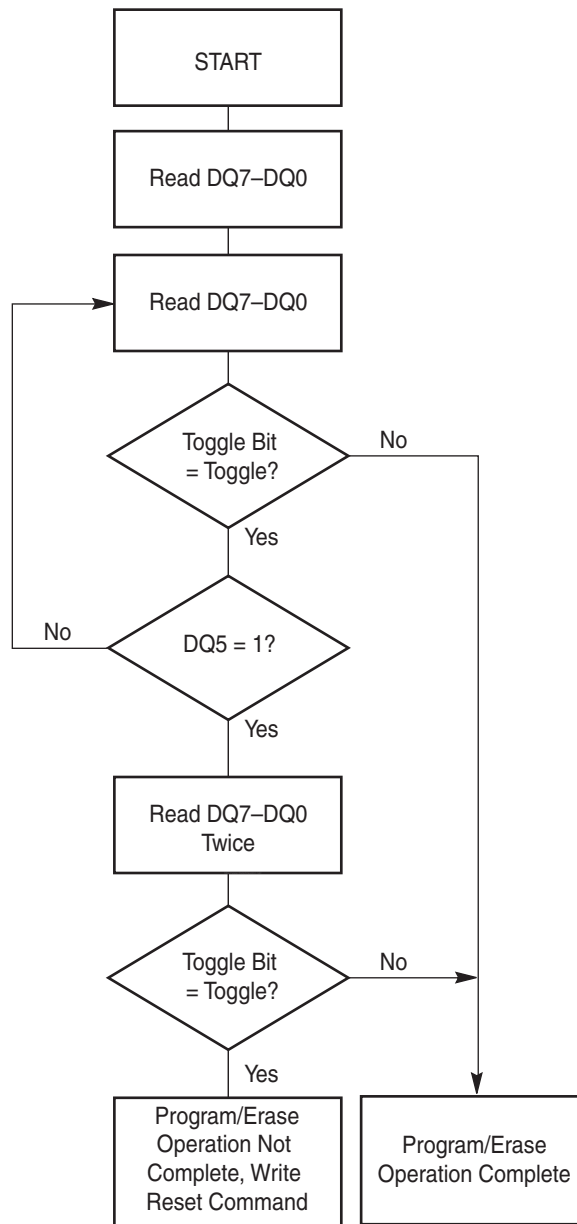 START
Read DQ7–DQ0
Read DQ7–DQ0
Toggle Bit
= Toggle?
No
Yes
No
DQ5 = 1?
Yes
Read DQ7–DQ0
Twice
Toggle Bit
= Toggle?
No
Yes
Program/Erase
Operation Not
Complete, Write
Reset Command
Program/Erase
Operation Complete